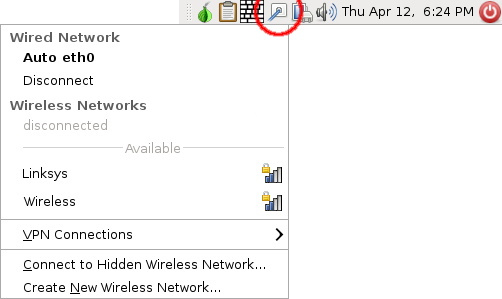 Thu Apr 12, 6:24 PM
Wired Network
Auto eth0
Disconnect
Wireless Networks
disconnected
Available
Linksys
Wireless
VPN Connections
Connect to Hidden Wireless Network...
Create New Wireless Network...